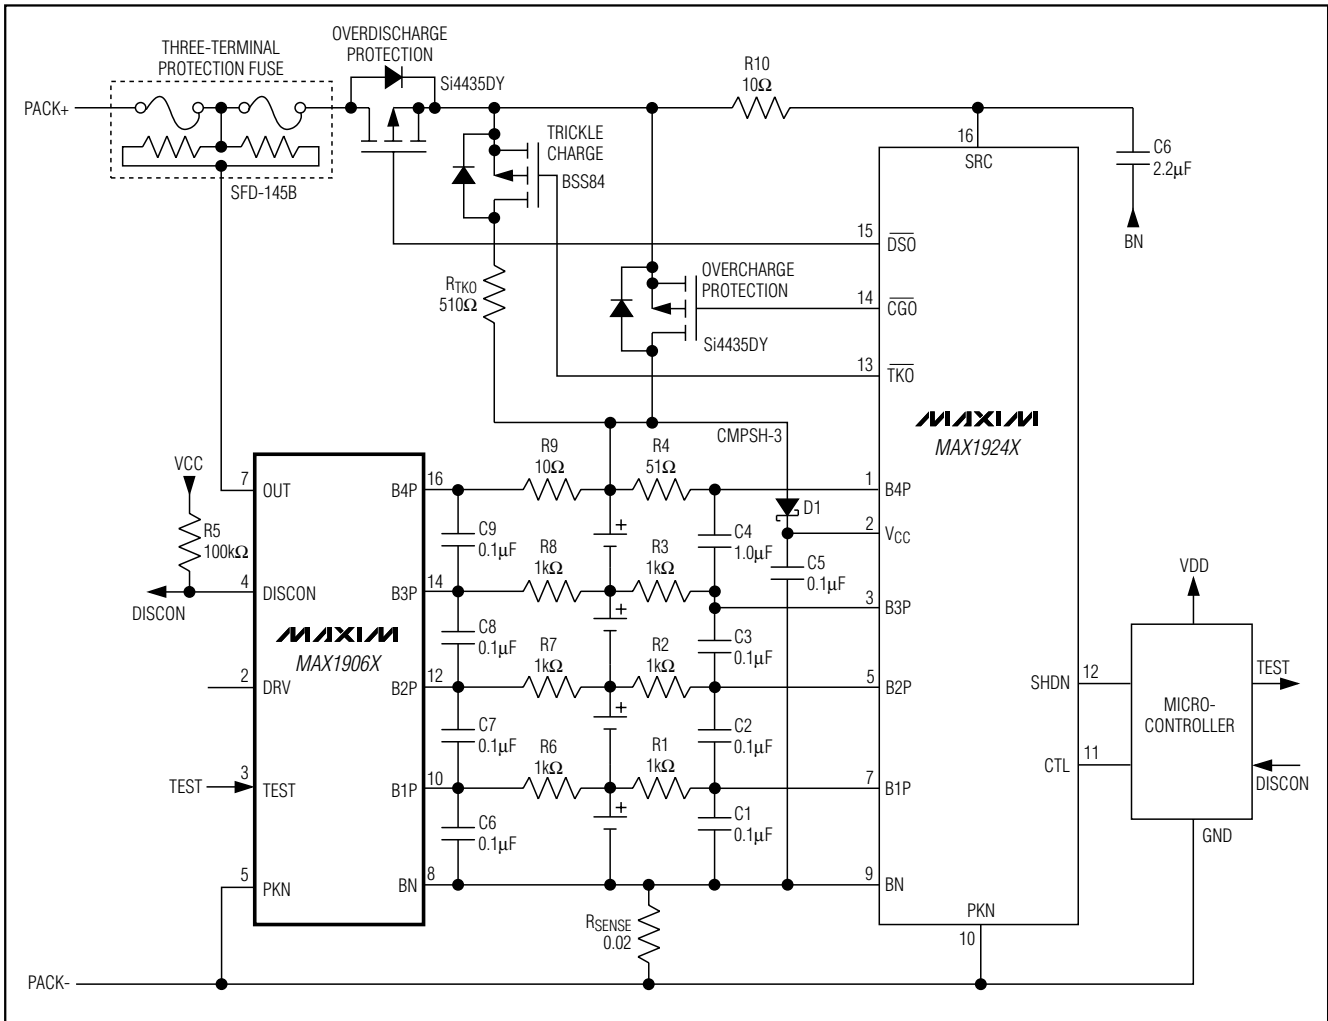 THREE-TERMINAL
PROTECTION FUSE
OVERDISCHARGE
PROTECTION
Si4435DY
R10
10Ω
PACK+
SFD-145B
TRICKLE
CHARGE
BSS84
16
SRC
C6
2.2µF
BN
15
DSO
RTKO
510Ω
OVERCHARGE
PROTECTION
Si4435DY
14
CGO
13
TKO
MAXIM
MAX1924X
CMPSH-3
VCC
R5
100kΩ
7
OUT
B4P
16
R9
10Ω
R4
51Ω
1
B4P
D1
2
VCC
C9
0.1µF
+
C4
1.0µF
C5
0.1µF
DISCON
4
DISCON
B3P
14
R8
1kΩ
R3
1kΩ
3
B3P
MAXIM
MAX1906X
C8
0.1µF
+
C3
0.1µF
2
DRV
B2P
12
R7
1kΩ
R2
1kΩ
5
B2P
C7
0.1µF
+
C2
0.1µF
TEST
3
TEST
B1P
10
R6
1kΩ
R1
1kΩ
7
B1P
C6
0.1µF
+
C1
0.1µF
5
PKN
BN
8
9
BN
RSENSE
0.02
PKN
10
SHDN
12
CTL
11
VDD
MICRO-
CONTROLLER
TEST
DISCON
GND
PACK-